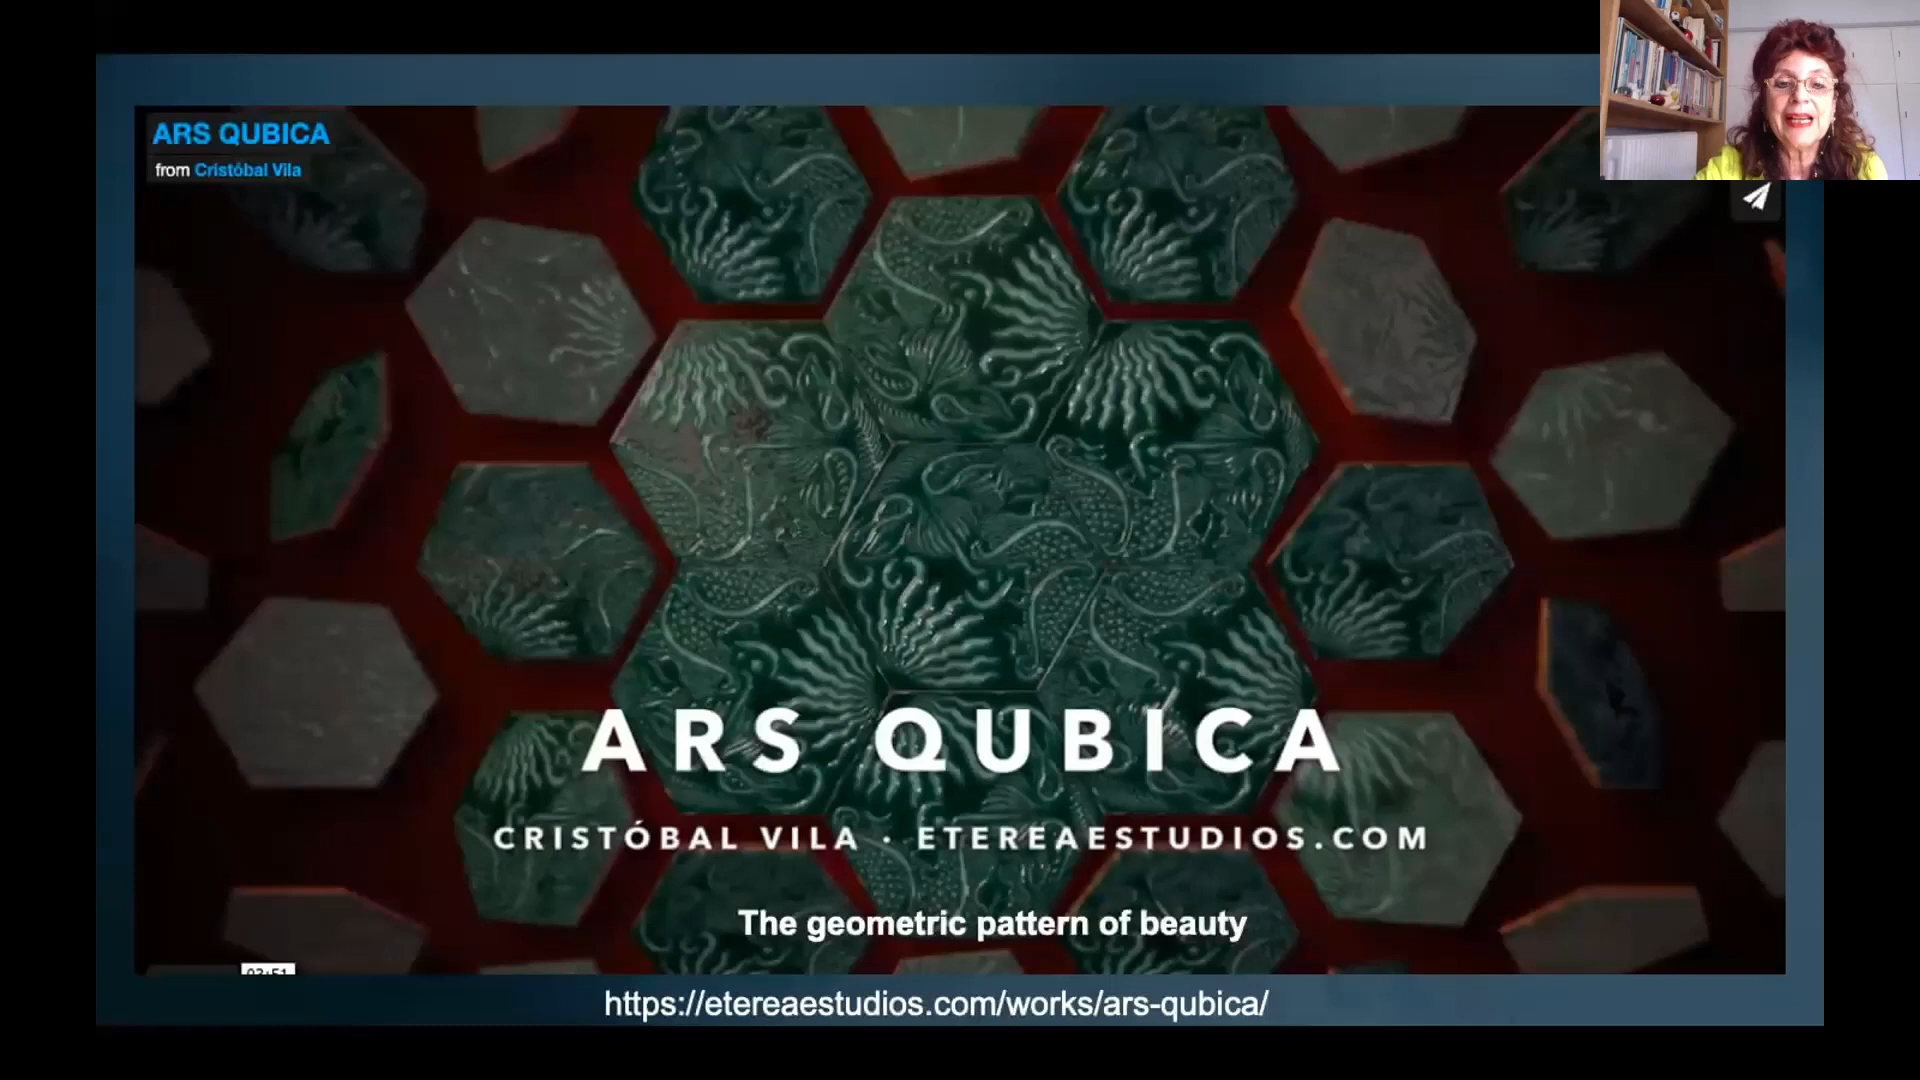 ARS QUBICA
from Cristóbal Vila
ARS QUBICA
CRISTÓBAL VILA · ETEREAESTUDIOS.COM
The geometric pattern of beauty
https://etereaestudios.com/works/ars-qubica/